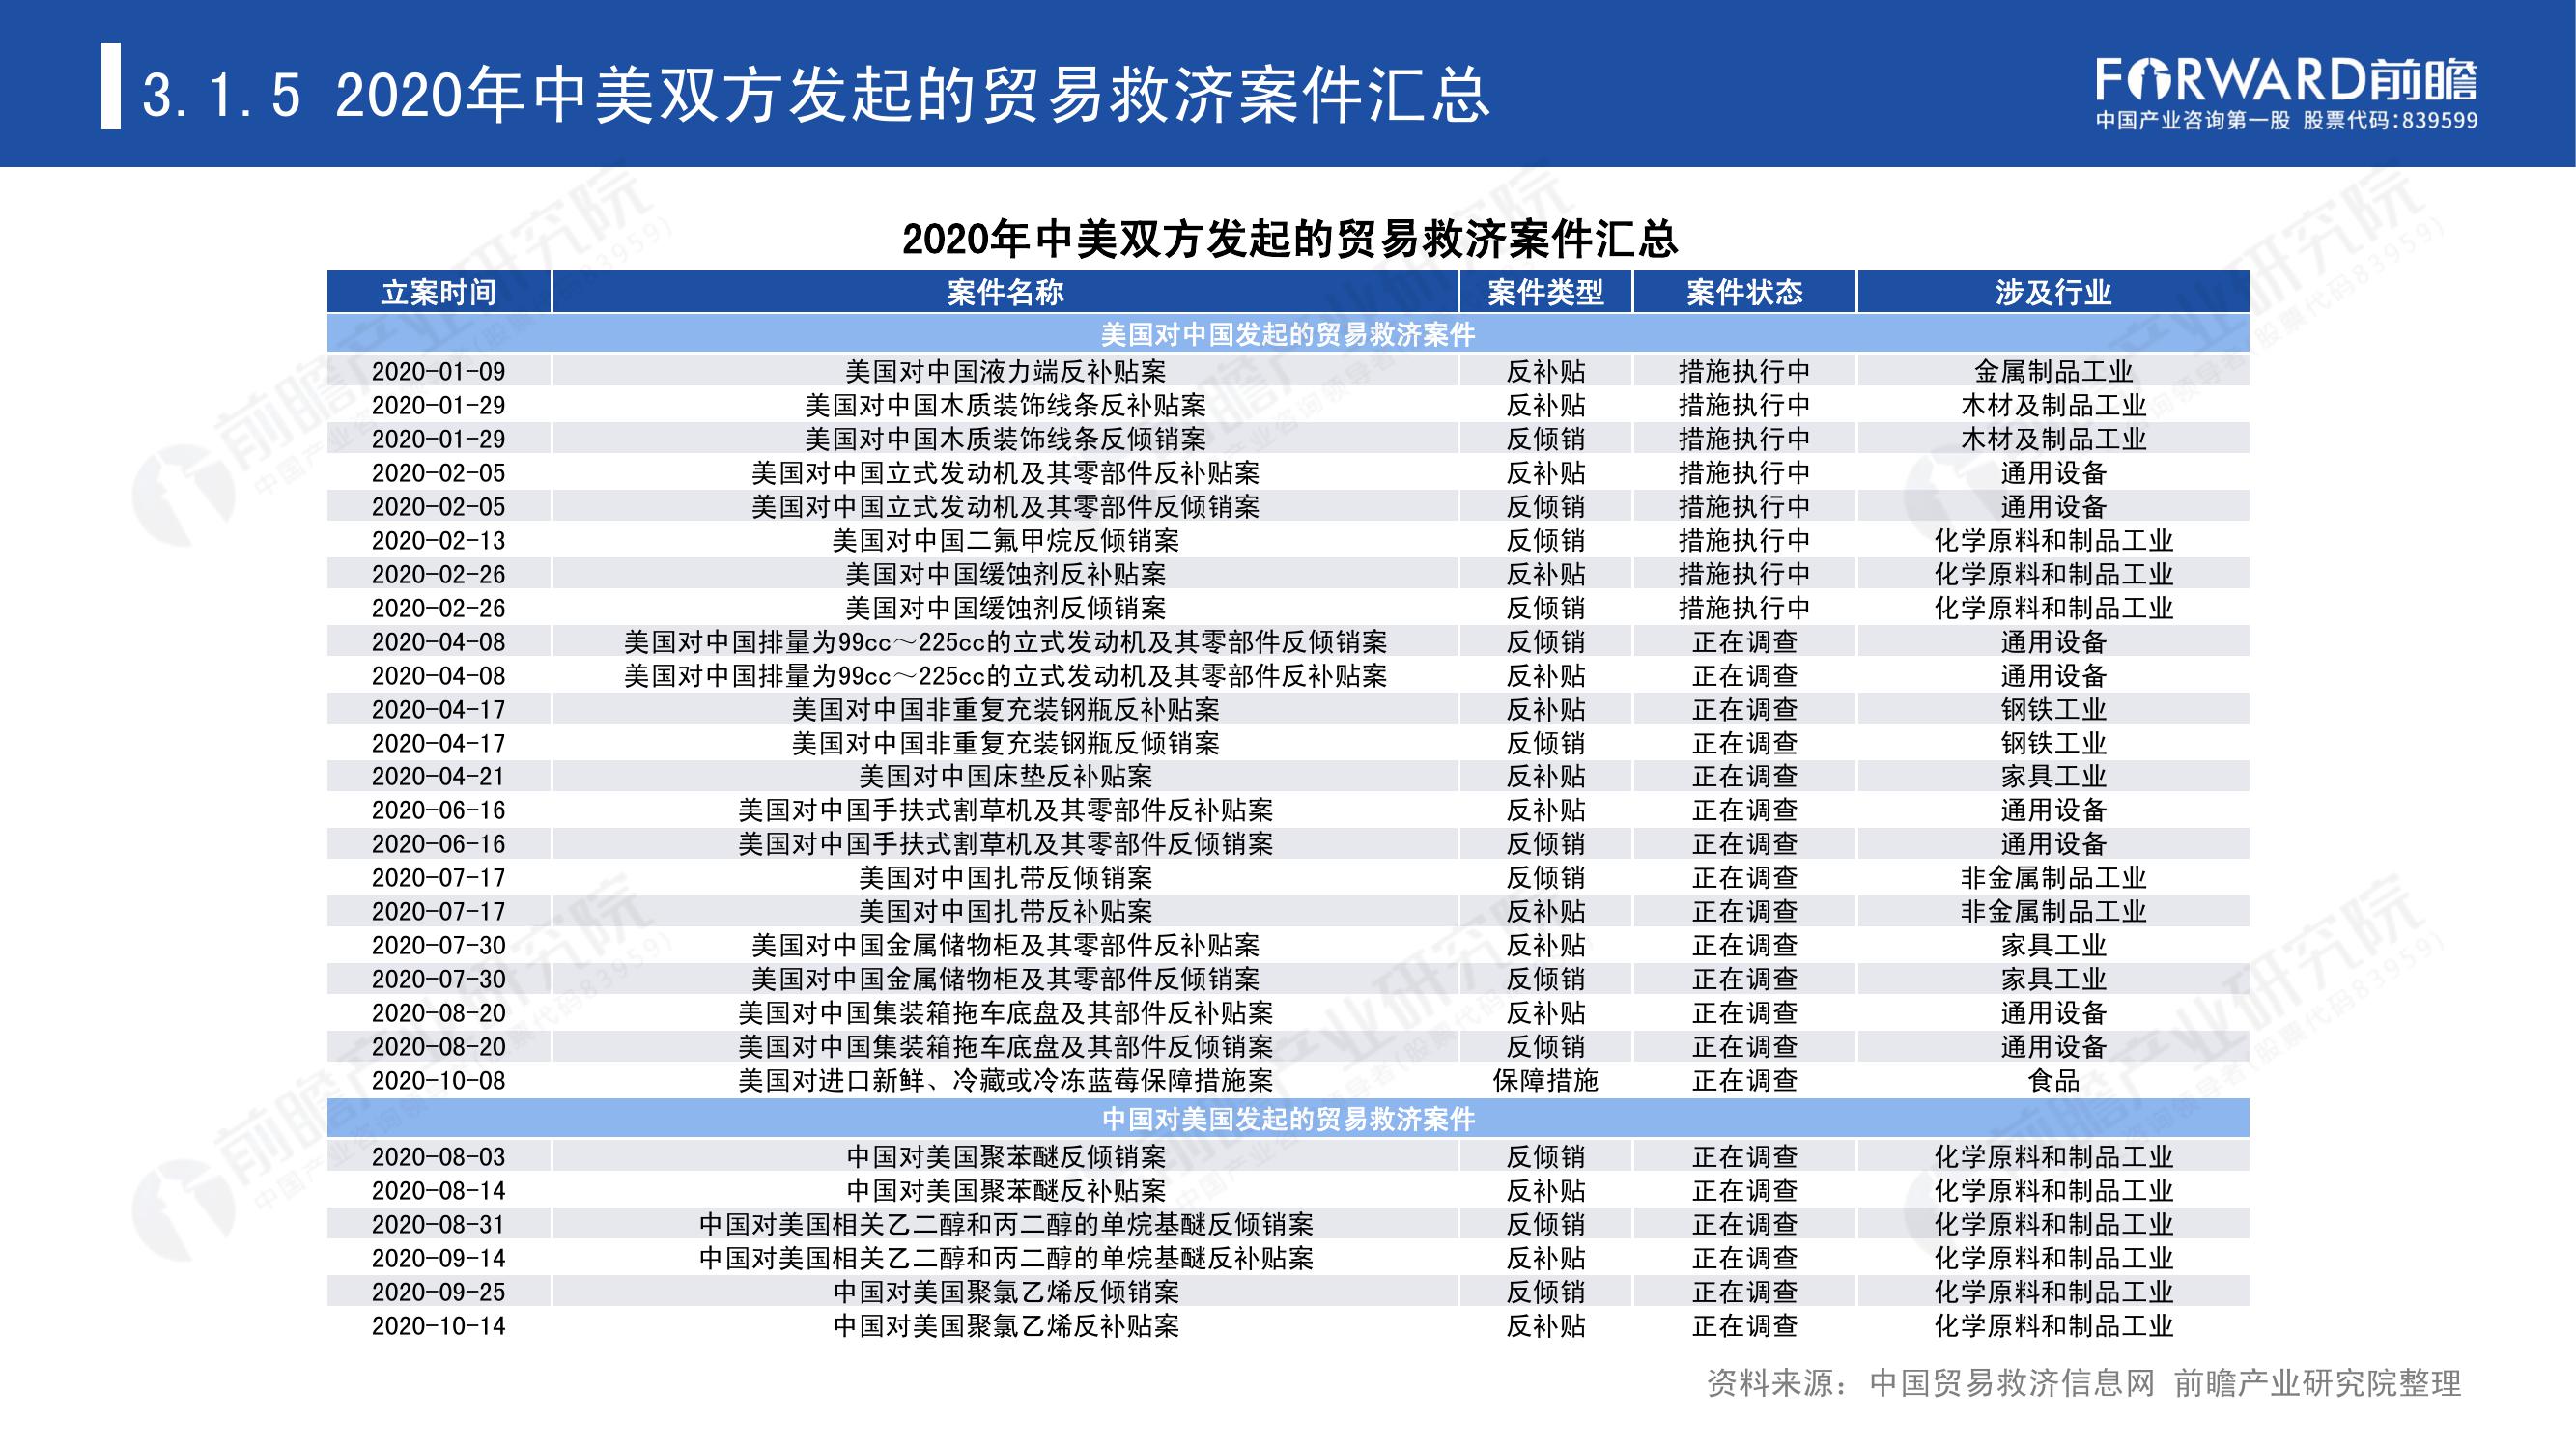 3.1.5 2020年中美双方发起的贸易救济案件汇总
FORWARD前瞻
中国产业咨询第一股 股票代码:839599
2020年中美双方发起的贸易救济案件汇总
立案时间 案件名称 案件类型 案件状态 涉及行业
美国对中国发起的贸易救济案件
2020-01-09 美国对中国液力端反补贴案 反补贴 措施执行中 金属制品工业
2020-01-29 美国对中国木质装饰线条反补贴案 反补贴 措施执行中 木材及制品工业
2020-01-29 美国对中国木质装饰线条反倾销案 反倾销 措施执行中 木材及制品工业
2020-02-05 美国对中国立式发动机及其零部件反补贴案 反补贴 措施执行中 通用设备
2020-02-05 美国对中国立式发动机及其零部件反倾销案 反倾销 措施执行中 通用设备
2020-02-13 美国对中国二氟甲烷反倾销案 反倾销 措施执行中 化学原料和制品工业
2020-02-26 美国对中国缓蚀剂反补贴案 反补贴 措施执行中 化学原料和制品工业
2020-02-26 美国对中国缓蚀剂反倾销案 反倾销 措施执行中 化学原料和制品工业
2020-04-08 美国对中国排量为99cc～225cc的立式发动机及其零部件反倾销案 反倾销 正在调查 通用设备
2020-04-08 美国对中国排量为99cc～225cc的立式发动机及其零部件反补贴案 反补贴 正在调查 通用设备
2020-04-17 美国对中国非重复充装钢瓶反补贴案 反补贴 正在调查 钢铁工业
2020-04-17 美国对中国非重复充装钢瓶反倾销案 反倾销 正在调查 钢铁工业
2020-04-21 美国对中国床垫反补贴案 反补贴 正在调查 家具工业
2020-06-16 美国对中国手扶式割草机及其零部件反补贴案 反补贴 正在调查 通用设备
2020-06-16 美国对中国手扶式割草机及其零部件反倾销案 反倾销 正在调查 通用设备
2020-07-17 美国对中国扎带反倾销案 反倾销 正在调查 非金属制品工业
2020-07-17 美国对中国扎带反补贴案 反补贴 正在调查 非金属制品工业
2020-07-30 美国对中国金属储物柜及其零部件反补贴案 反补贴 正在调查 家具工业
2020-07-30 美国对中国金属储物柜及其零部件反倾销案 反倾销 正在调查 家具工业
2020-08-20 美国对中国集装箱拖车底盘及其部件反补贴案 反补贴 正在调查 通用设备
2020-08-20 美国对中国集装箱拖车底盘及其部件反倾销案 反倾销 正在调查 通用设备
2020-10-08 美国对进口新鲜、冷藏或冷冻蓝莓保障措施案 保障措施 正在调查 食品
中国对美国发起的贸易救济案件
2020-08-03 中国对美国聚苯醚反倾销案 反倾销 正在调查 化学原料和制品工业
2020-08-14 中国对美国聚苯醚反补贴案 反补贴 正在调查 化学原料和制品工业
2020-08-31 中国对美国相关乙二醇和丙二醇的单烷基醚反倾销案 反倾销 正在调查 化学原料和制品工业
2020-09-14 中国对美国相关乙二醇和丙二醇的单烷基醚反补贴案 反补贴 正在调查 化学原料和制品工业
2020-09-25 中国对美国聚氯乙烯反倾销案 反倾销 正在调查 化学原料和制品工业
2020-10-14 中国对美国聚氯乙烯反补贴案 反补贴 正在调查 化学原料和制品工业
资料来源：中国贸易救济信息网 前瞻产业研究院整理